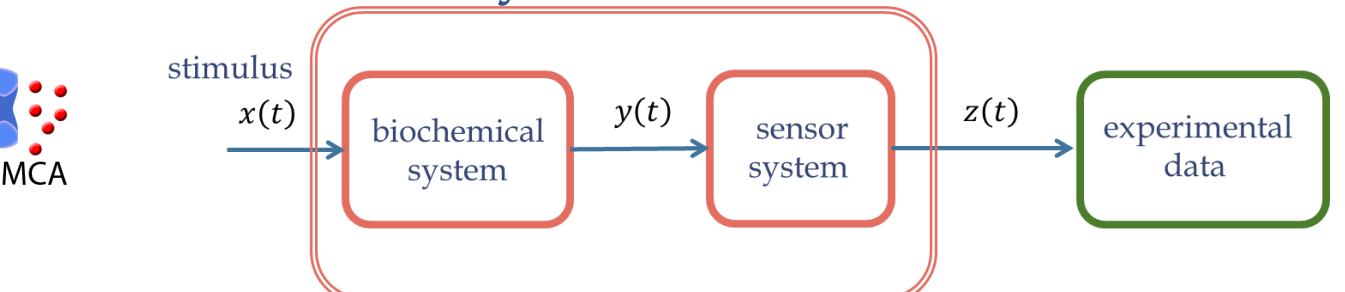 stimulus
x(t)
biochemical
system
y(t)
sensor
system
z(t)
experimental
data
MCA